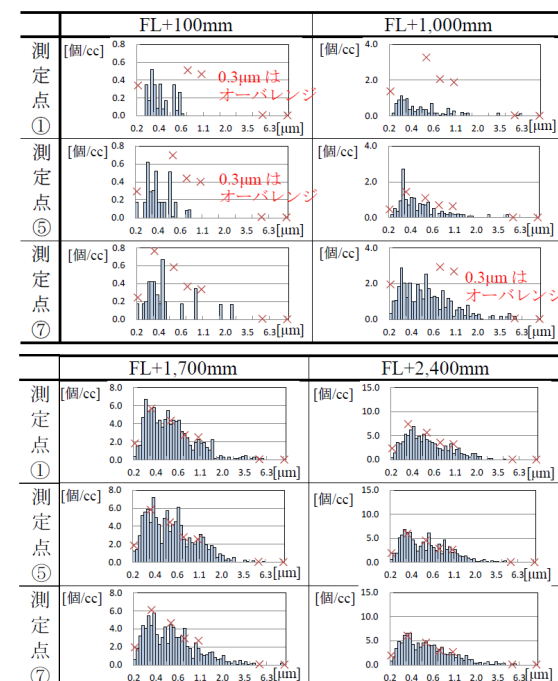 FL+100mm FL+1,000mm
測定点① [個/cc] 0.8 0.6 0.4 0.2 0.0 0.3μm は オーバレンジ 0.2 0.4 0.6 1.1 2.0 3.5 6.3[μm]
[個/cc] 4.0 2.0 0.0 0.2 0.4 0.6 1.1 2.0 3.5 6.3[μm]
測定点⑤ [個/cc] 0.8 0.6 0.4 0.2 0.0 0.3μm は オーバレンジ 0.2 0.4 0.6 1.1 2.0 3.5 6.3[μm]
[個/cc] 4.0 2.0 0.0 0.2 0.4 0.6 1.1 2.0 3.5 6.3[μm]
測定点⑦ [個/cc] 0.8 0.6 0.4 0.2 0.0 0.2 0.4 0.6 1.1 2.0 3.5 6.3[μm]
[個/cc] 4.0 2.0 0.0 0.3μm は オーバレンジ 0.2 0.4 0.6 1.1 2.0 3.5 6.3[μm]
FL+1,700mm FL+2,400mm
測定点① [個/cc] 8.0 6.0 4.0 2.0 0.0 0.2 0.4 0.6 1.1 2.0 3.5 6.3[μm]
[個/cc] 15.0 10.0 5.0 0.0 0.2 0.4 0.6 1.1 2.0 3.5 6.3[μm]
測定点⑤ [個/cc] 8.0 6.0 4.0 2.0 0.0 0.2 0.4 0.6 1.1 2.0 3.5 6.3[μm]
[個/cc] 15.0 10.0 5.0 0.0 0.2 0.4 0.6 1.1 2.0 3.5 6.3[μm]
測定点⑦ [個/cc] 8.0 6.0 4.0 2.0 0.0 0.2 0.4 0.6 1.1 2.0 3.5 6.3[μm]
[個/cc] 15.0 10.0 5.0 0.0 0.2 0.4 0.6 1.1 2.0 3.5 6.3[μm]